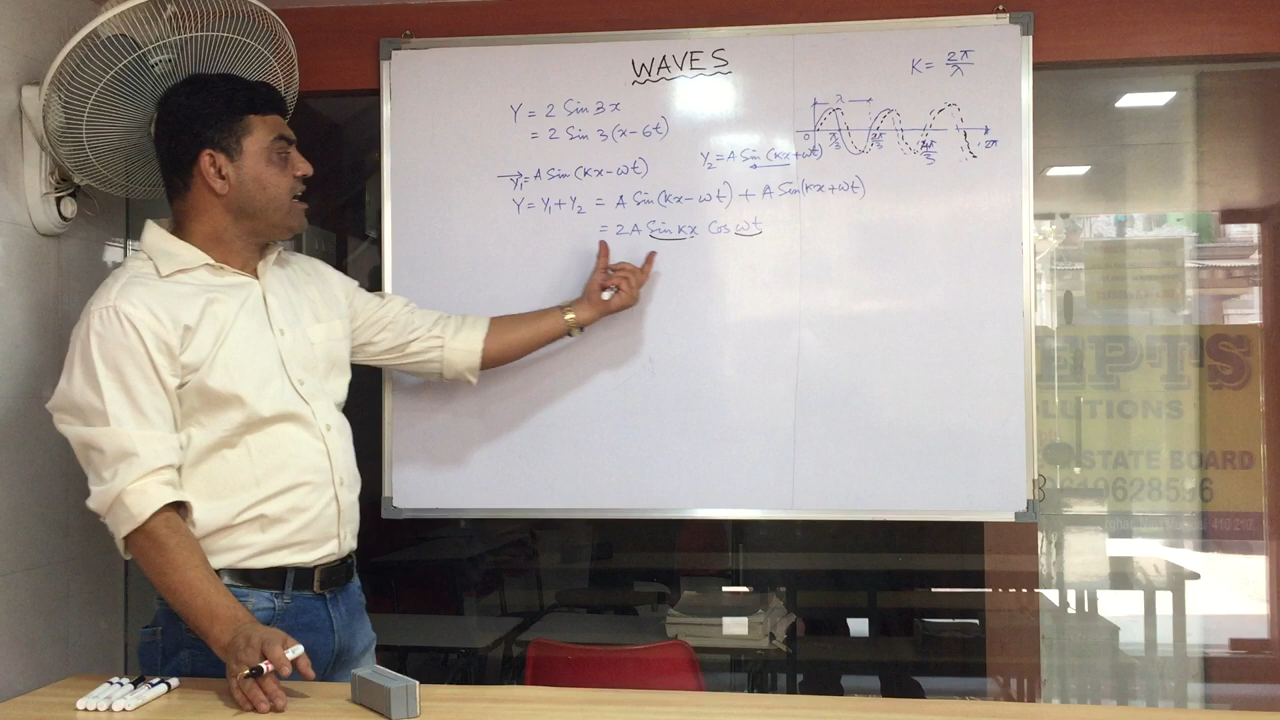 WAVES
K = 2π/λ
Y = 2 Sin 3x
= 2 Sin 3(x-6t)
λ
0 π/3 2π/3 4π/3 2π
Y₁ = A Sin (Kx - ωt)
Y₂ = A Sin (Kx + ωt)
Y = Y₁ + Y₂ = A Sin(Kx - ωt) + A Sin(Kx + ωt)
= 2A Sin Kx Cos ωt
EPTS
LUTIONS
STATE BOARD